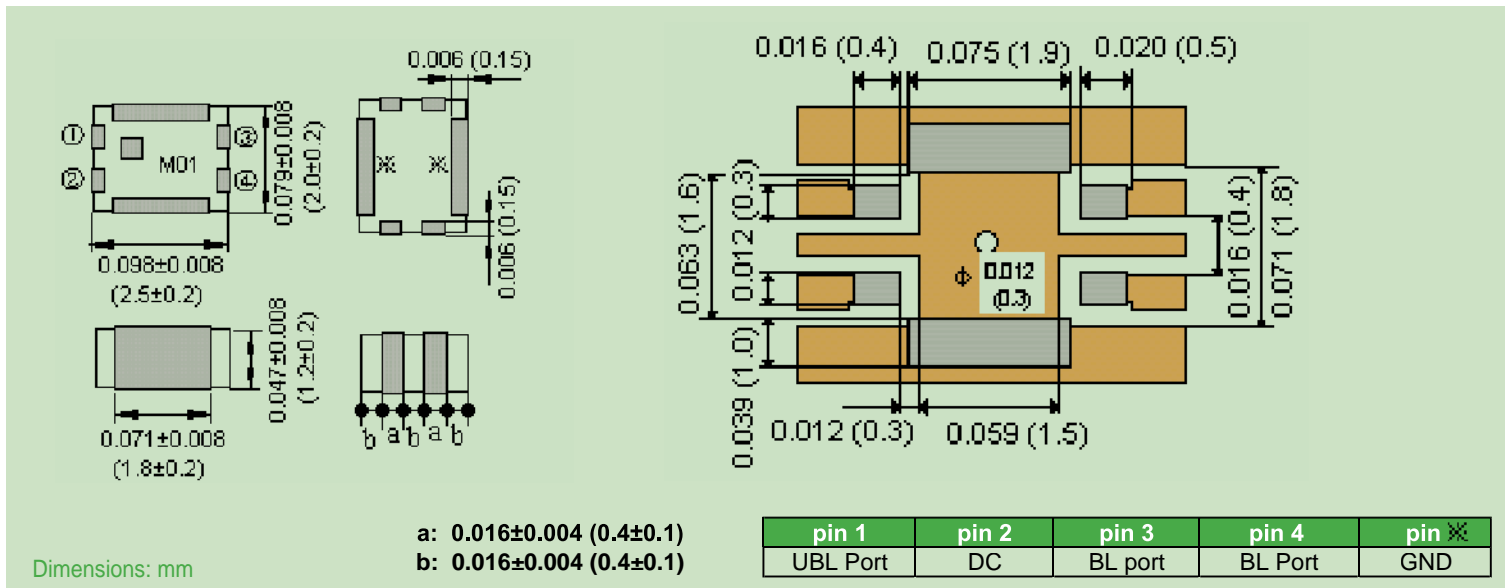 0.006 (0.15)
① M01 ③
② ④
0.079±0.008
(2.0±0.2)
0.098±0.008
(2.5±0.2)
※ ※
0.006 (0.15)
0.047±0.008
(1.2±0.2)
0.071±0.008
(1.8±0.2)
b a b a b
0.016 (0.4) 0.075 (1.9) 0.020 (0.5)
0.063 (1.6)
0.012 (0.3)
0.039 (1.0)
Φ 0.012
(0.3)
0.016 (0.4)
0.071 (1.8)
0.012 (0.3) 0.059 (1.5)
a: 0.016±0.004 (0.4±0.1)
b: 0.016±0.004 (0.4±0.1)
pin 1 pin 2 pin 3 pin 4 pin ※
UBL Port DC BL port BL Port GND
Dimensions: mm